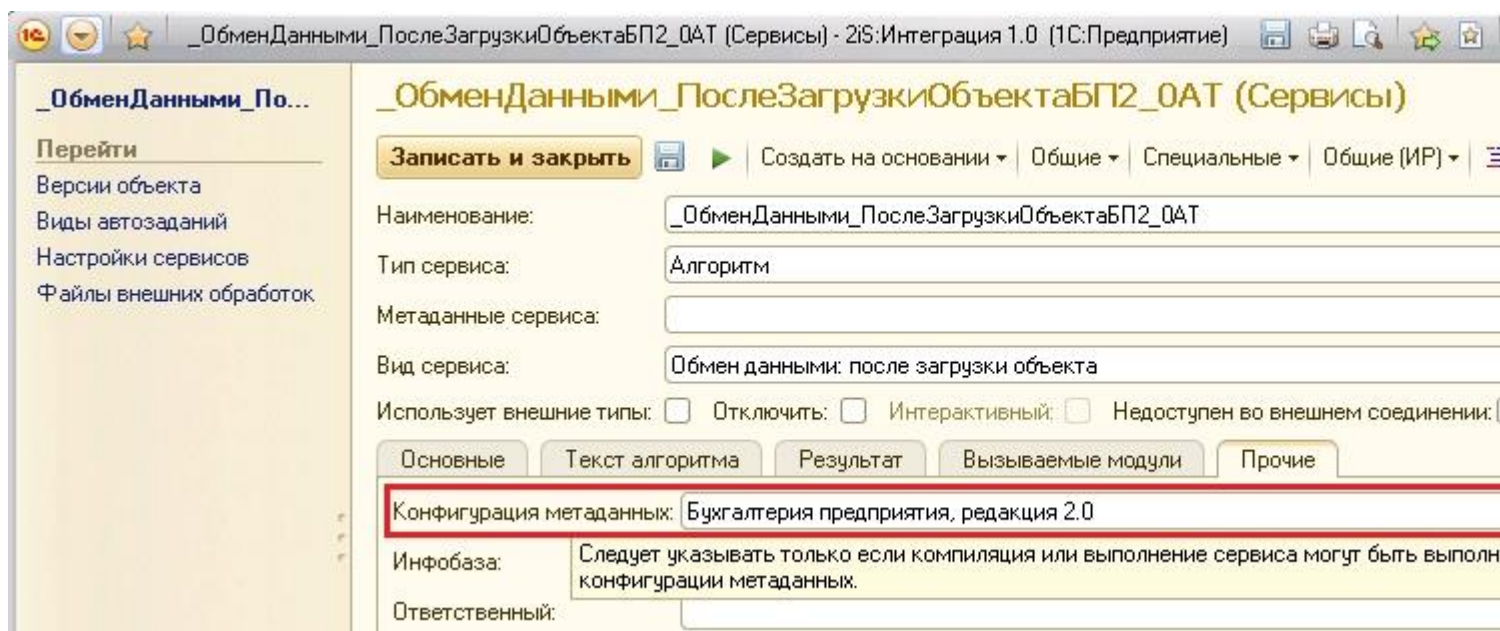 _ОбменДанными_ПослеЗагрузкиОбъектаБП2_0АТ (Сервисы) - 2iS:Интеграция 1.0 (1С:Предприятие)
_ОбменДанными_По...
Перейти
Версии объекта
Виды автозаданий
Настройки сервисов
Файлы внешних обработок
_ОбменДанными_ПослеЗагрузкиОбъектаБП2_0АТ (Сервисы)
Записать и закрыть Создать на основании Общие Специальные Общие (ИР)
Наименование: _ОбменДанными_ПослеЗагрузкиОбъектаБП2_0АТ
Тип сервиса: Алгоритм
Метаданные сервиса:
Вид сервиса: Обмен данными: после загрузки объекта
Использует внешние типы: Отключить: Интерактивный: Недоступен во внешнем соединении:
Основные Текст алгоритма Результат Вызываемые модули Прочие
Конфигурация метаданных: Бухгалтерия предприятия, редакция 2.0
Инфобаза: Следует указывать только если компиляция или выполнение сервиса могут быть выполн
конфигурации метаданных.
Ответственный: